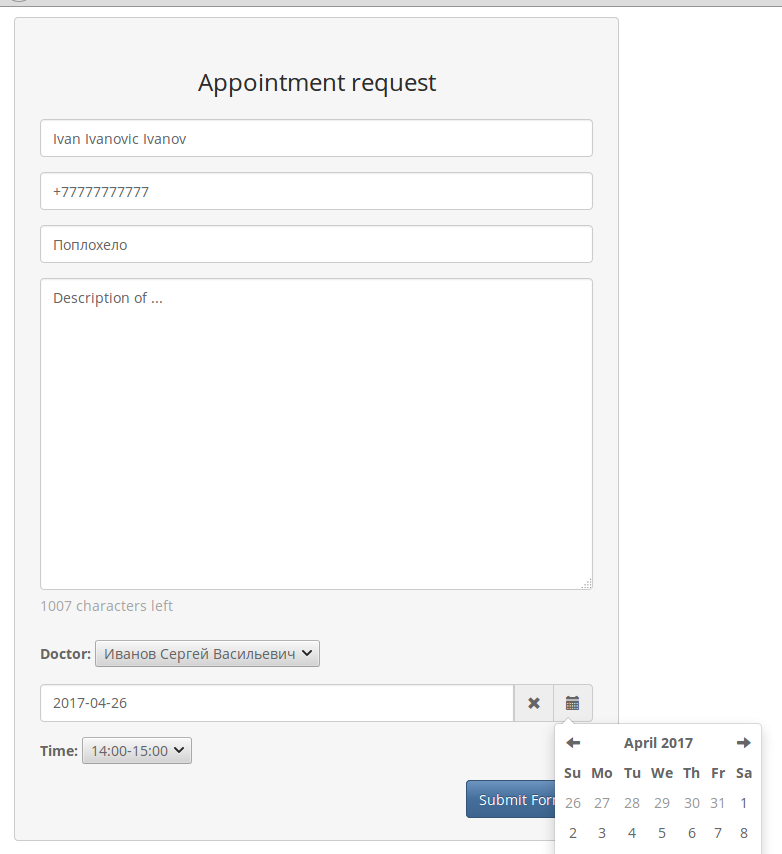 Appointment request
Ivan Ivanovic Ivanov
+77777777777
Поплохело
Description of ...
1007 characters left
Doctor: Иванов Сергей Васильевич
2017-04-26
Time: 14:00-15:00
Submit For
April 2017
Su Mo Tu We Th Fr Sa
26 27 28 29 30 31 1
2 3 4 5 6 7 8